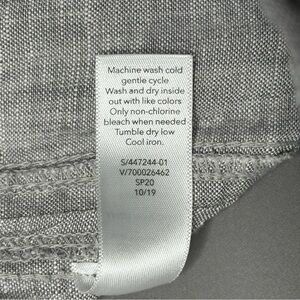 Machine wash cold
gentle cycle
Wash and dry inside
out with like colors
Only non-chlorine
bleach when needed
Tumble dry low
Cool iron.
S/447244-01
V/700026462
SP20
10/19